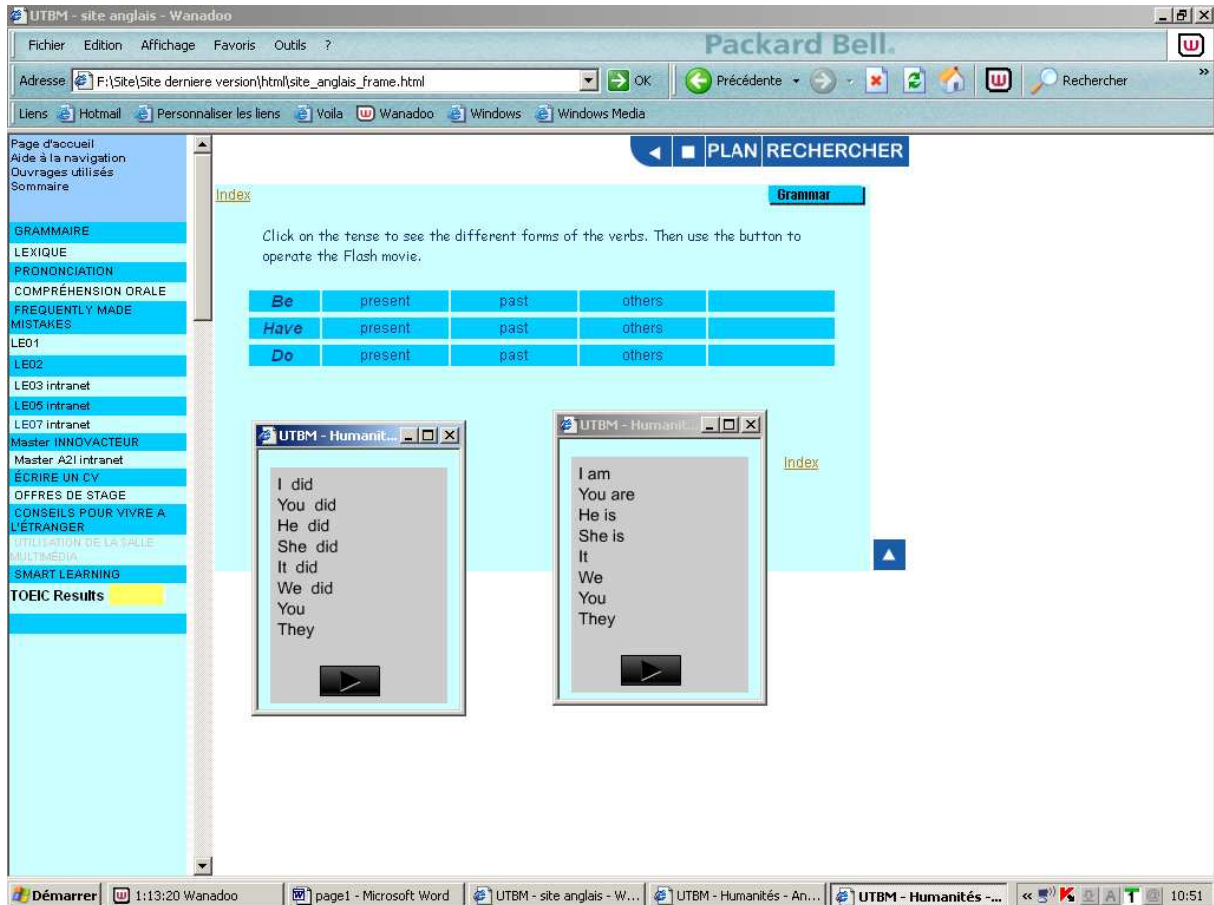 UTBM - site anglais - Wanadoo
Fichier Edition Affichage Favoris Outils ?
Packard Bell.
Adresse F:\Site\Site derniere version\html\site_anglais_frame.html OK Précédente Rechercher »
Liens Hotmail Personnaliser les liens Voila Wanadoo Windows Windows Media
Page d'accueil
Aide à la navigation
Ouvrages utilisés
Sommaire
GRAMMAIRE
LEXIQUE
PRONONCIATION
COMPRÉHENSION ORALE
FREQUENTLY MADE
MISTAKES
LE01
LE02
LE03 intranet
LE05 intranet
LE07 intranet
Master INNOVACTEUR
Master A2I intranet
ÉCRIRE UN CV
OFFRES DE STAGE
CONSEILS POUR VIVRE A
L'ÉTRANGER
UTILISATION DE LA SALLE
MULTIMÉDIA
SMART LEARNING
TOEIC Results
PLAN RECHERCHER
Index
Grammar
Click on the tense to see the different forms of the verbs. Then use the button to
operate the Flash movie.
Be present past others
Have present past others
Do present past others
UTBM - Humanit...
I did
You did
He did
She did
It did
We did
You
They
UTBM - Humanit...
I am
You are
He is
She is
It
We
You
They
Index
Démarrer 1:13:20 Wanadoo page1 - Microsoft Word UTBM - site anglais - W... UTBM - Humanités - An... UTBM - Humanités -... « 10:51